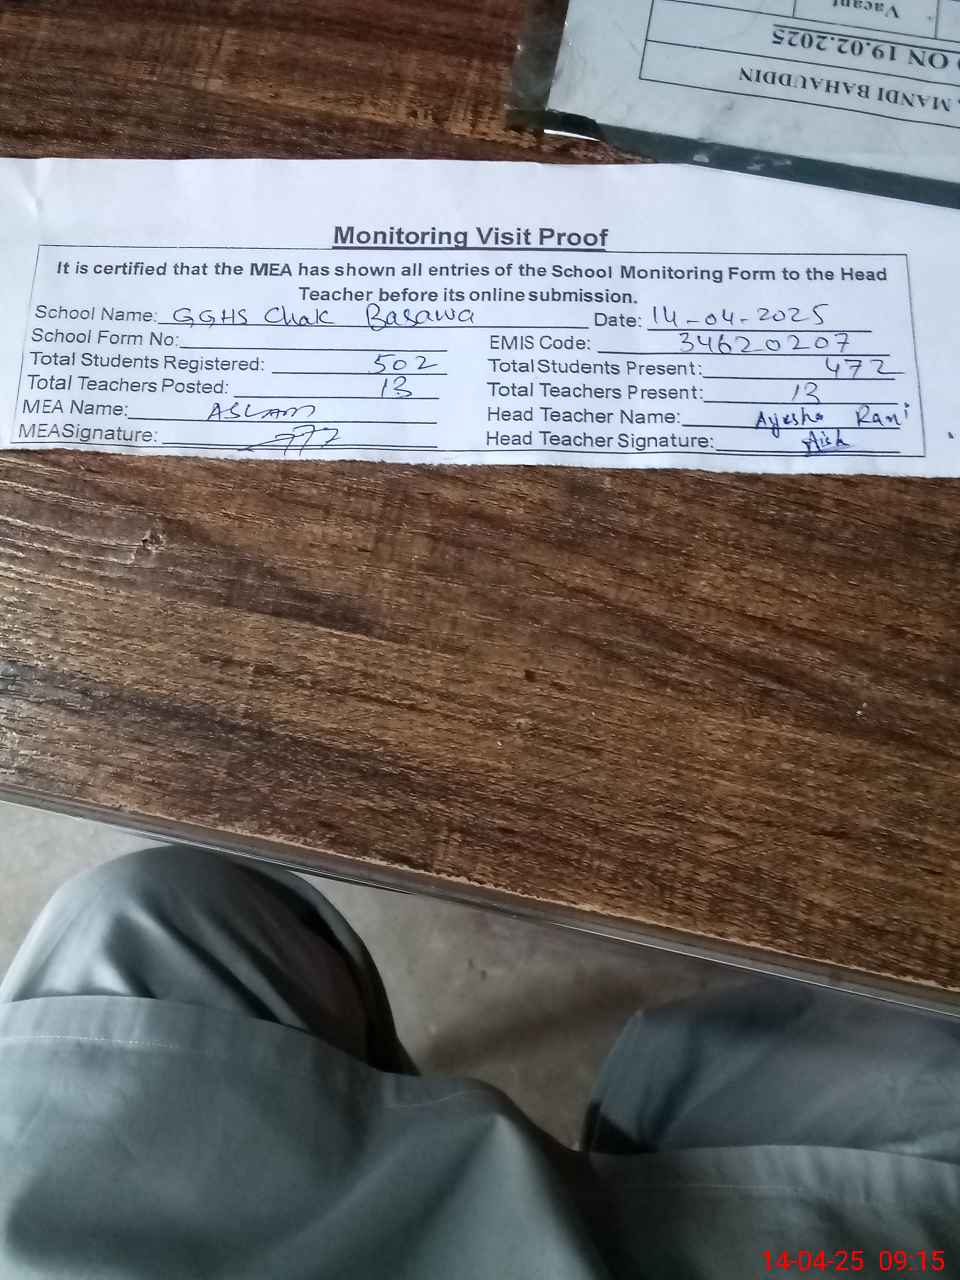 Vacant
ON 19.02.2025
, MANDI BAHAUDDIN
Monitoring Visit Proof
It is certified that the MEA has shown all entries of the School Monitoring Form to the Head
Teacher before its online submission.
School Name: GGHS Chak Basawa Date: 14-04-2025
School Form No: EMIS Code: 34620207
Total Students Registered: 502 Total Students Present: 472
Total Teachers Posted: 13 Total Teachers Present: 13
MEA Name: ASLAM Head Teacher Name: Ayesha Rani
MEASignature: Head Teacher Signature: Aish
14-04-25 09:15